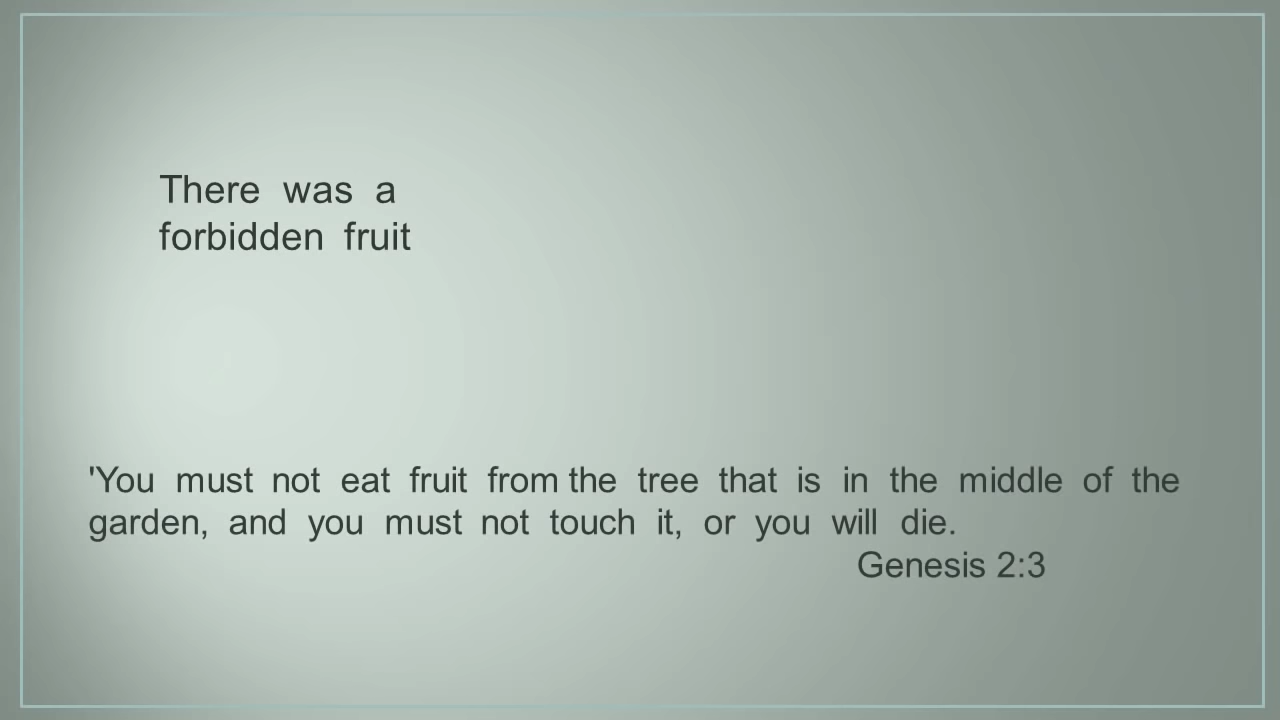 There was a
forbidden fruit
'You must not eat fruit from the tree that is in the middle of the
garden, and you must not touch it, or you will die.
Genesis 2:3